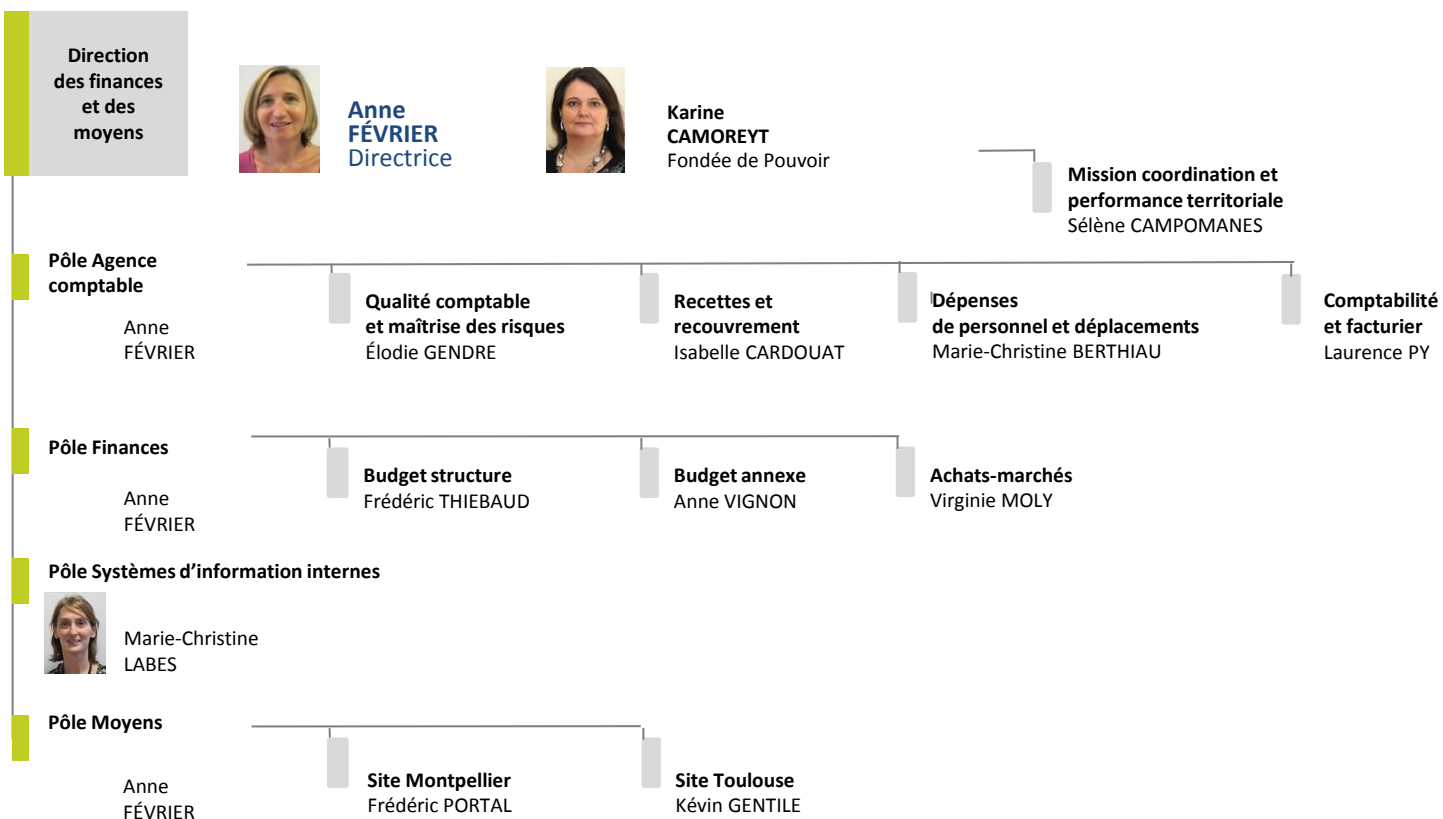 Direction
des finances
et des
moyens
Anne
FÉVRIER
Directrice
Karine
CAMOREYT
Fondée de Pouvoir
Mission coordination et
performance territoriale
Sélène CAMPOMANES
Pôle Agence
comptable
Anne
FÉVRIER
Qualité comptable
et maîtrise des risques
Élodie GENDRE
Recettes et
recouvrement
Isabelle CARDOUAT
Dépenses
de personnel et déplacements
Marie-Christine BERTHIAU
Comptabilité
et facturier
Laurence PY
Pôle Finances
Anne
FÉVRIER
Budget structure
Frédéric THIEBAUD
Budget annexe
Anne VIGNON
Achats-marchés
Virginie MOLY
Pôle Systèmes d’information internes
Marie-Christine
LABES
Pôle Moyens
Anne
FÉVRIER
Site Montpellier
Frédéric PORTAL
Site Toulouse
Kévin GENTILE